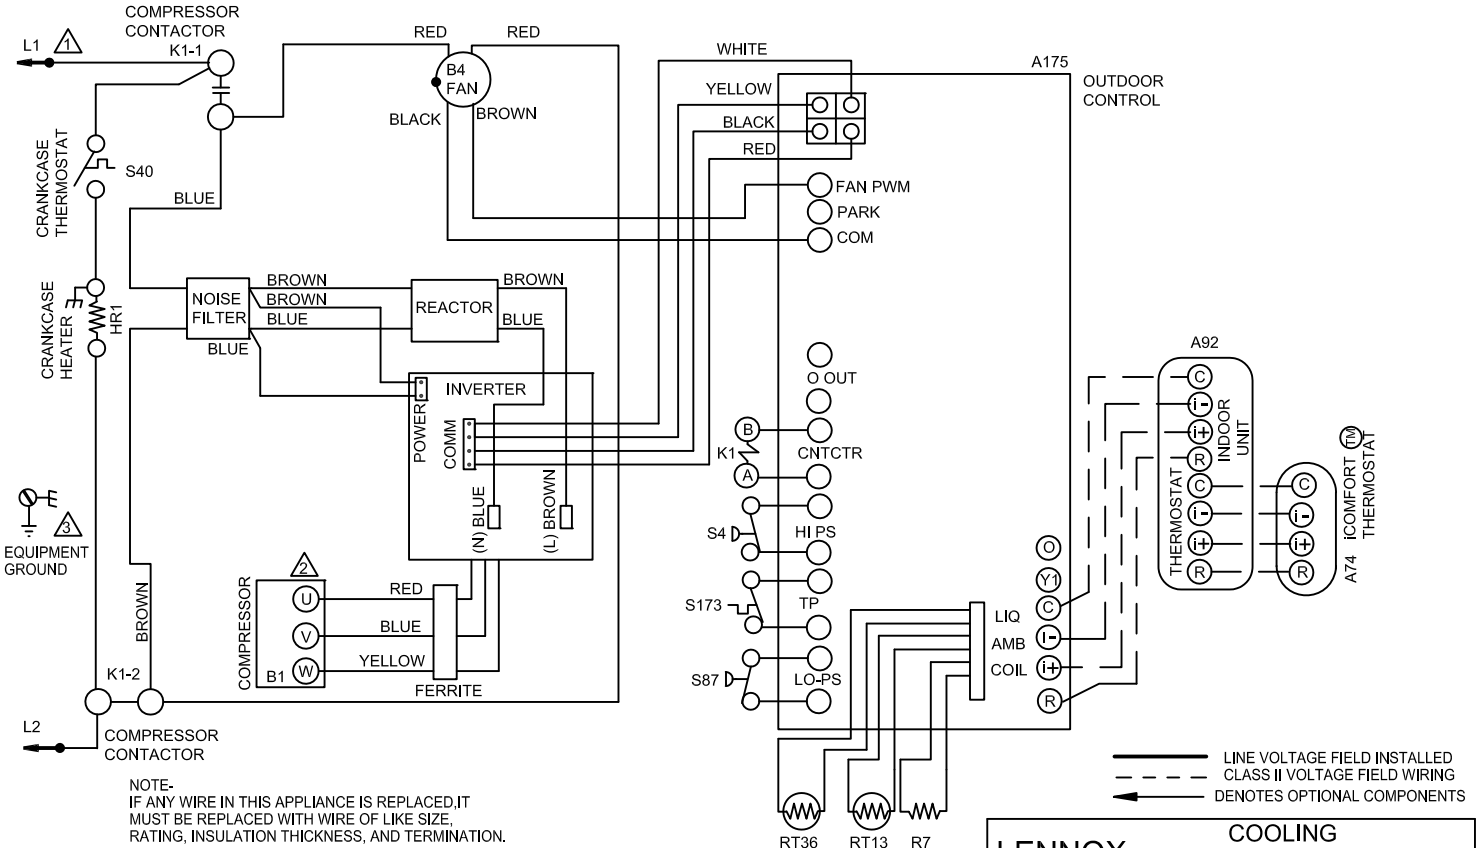 COMPRESSOR
CONTACTOR
K1-1
L1
1
RED
RED
B4
FAN
BLACK
BROWN
WHITE
YELLOW
BLACK
RED
A175
OUTDOOR
CONTROL
CRANKCASE
THERMOSTAT
S40
BLUE
FAN PWM
PARK
COM
CRANKCASE
HEATER
HR1
NOISE
FILTER
BROWN
BROWN
BLUE
BLUE
REACTOR
BROWN
BLUE
INVERTER
POWER
COMM
(N) BLUE
(L) BROWN
O OUT
B
K1
A
CNTCTR
S4
HI PS
S173
TP
S87
LO-PS
O
Y1
C
I-
i+
R
LIQ
AMB
COIL
A92
C
i-
i+
R
INDOOR
UNIT
C
i-
i+
R
THERMOSTAT
C
i-
i+
R
A74 iCOMFORT TM
THERMOSTAT
3
EQUIPMENT
GROUND
BROWN
2
COMPRESSOR
U
V
W
B1
RED
BLUE
YELLOW
FERRITE
K1-2
L2
COMPRESSOR
CONTACTOR
NOTE-
IF ANY WIRE IN THIS APPLIANCE IS REPLACED,IT
MUST BE REPLACED WITH WIRE OF LIKE SIZE,
RATING, INSULATION THICKNESS, AND TERMINATION.
RT36
RT13
R7
LINE VOLTAGE FIELD INSTALLED
CLASS II VOLTAGE FIELD WIRING
DENOTES OPTIONAL COMPONENTS
COOLING
LENNOX